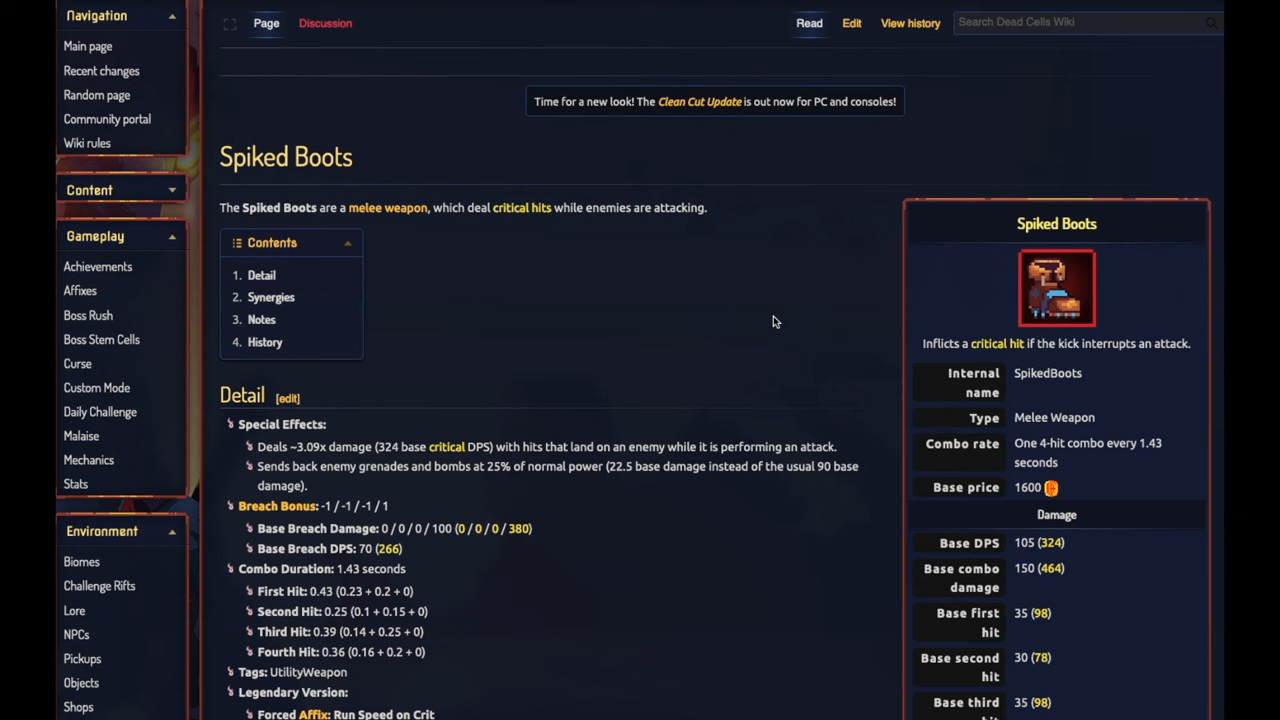 Navigation
Main page
Recent changes
Random page
Community portal
Wiki rules
Content
Gameplay
Achievements
Affixes
Boss Rush
Boss Stem Cells
Curse
Custom Mode
Daily Challenge
Malaise
Mechanics
Stats
Environment
Biomes
Challenge Rifts
Lore
NPCs
Pickups
Objects
Shops
Page Discussion Read Edit View history Search Dead Cells Wiki
Time for a new look! The Clean Cut Update is out now for PC and consoles!
Spiked Boots
The Spiked Boots are a melee weapon, which deal critical hits while enemies are attacking.
Contents
1. Detail
2. Synergies
3. Notes
4. History
Detail [edit]
Special Effects:
Deals ~3.09x damage (324 base critical DPS) with hits that land on an enemy while it is performing an attack.
Sends back enemy grenades and bombs at 25% of normal power (22.5 base damage instead of the usual 90 base
damage).
Breach Bonus: -1 / -1 / -1 / 1
Base Breach Damage: 0 / 0 / 0 / 100 (0 / 0 / 0 / 380)
Base Breach DPS: 70 (266)
Combo Duration: 1.43 seconds
First Hit: 0.43 (0.23 + 0.2 + 0)
Second Hit: 0.25 (0.1 + 0.15 + 0)
Third Hit: 0.39 (0.14 + 0.25 + 0)
Fourth Hit: 0.36 (0.16 + 0.2 + 0)
Tags: UtilityWeapon
Legendary Version:
Forced Affix: Run Speed on Crit
Spiked Boots
Inflicts a critical hit if the kick interrupts an attack.
Internal name SpikedBoots
Type Melee Weapon
Combo rate One 4-hit combo every 1.43 seconds
Base price 1600
Damage
Base DPS 105 (324)
Base combo damage 150 (464)
Base first hit 35 (98)
Base second hit 30 (78)
Base third 35 (98)